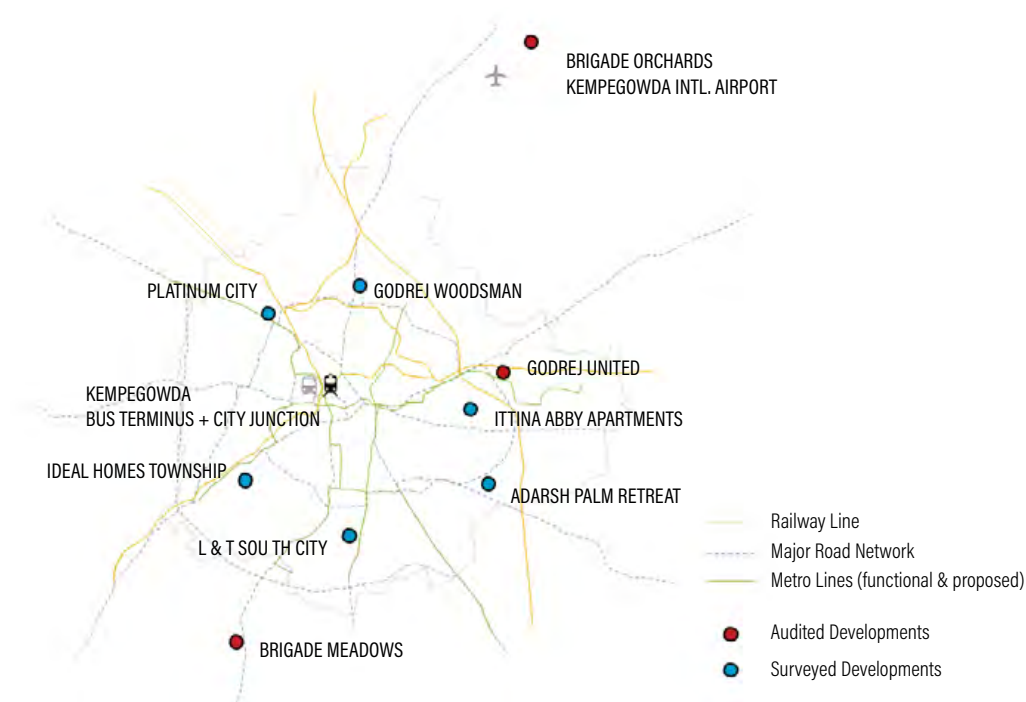 BRIGADE ORCHARDS
KEMPEGOWDA INTL. AIRPORT
PLATINUM CITY
GODREJ WOODSMAN
GODREJ UNITED
KEMPEGOWDA
BUS TERMINUS + CITY JUNCTION
ITTINA ABBY APARTMENTS
IDEAL HOMES TOWNSHIP
ADARSH PALM RETREAT
L & T SOU TH CITY
BRIGADE MEADOWS
Railway Line
Major Road Network
Metro Lines (functional & proposed)
Audited Developments
Surveyed Developments